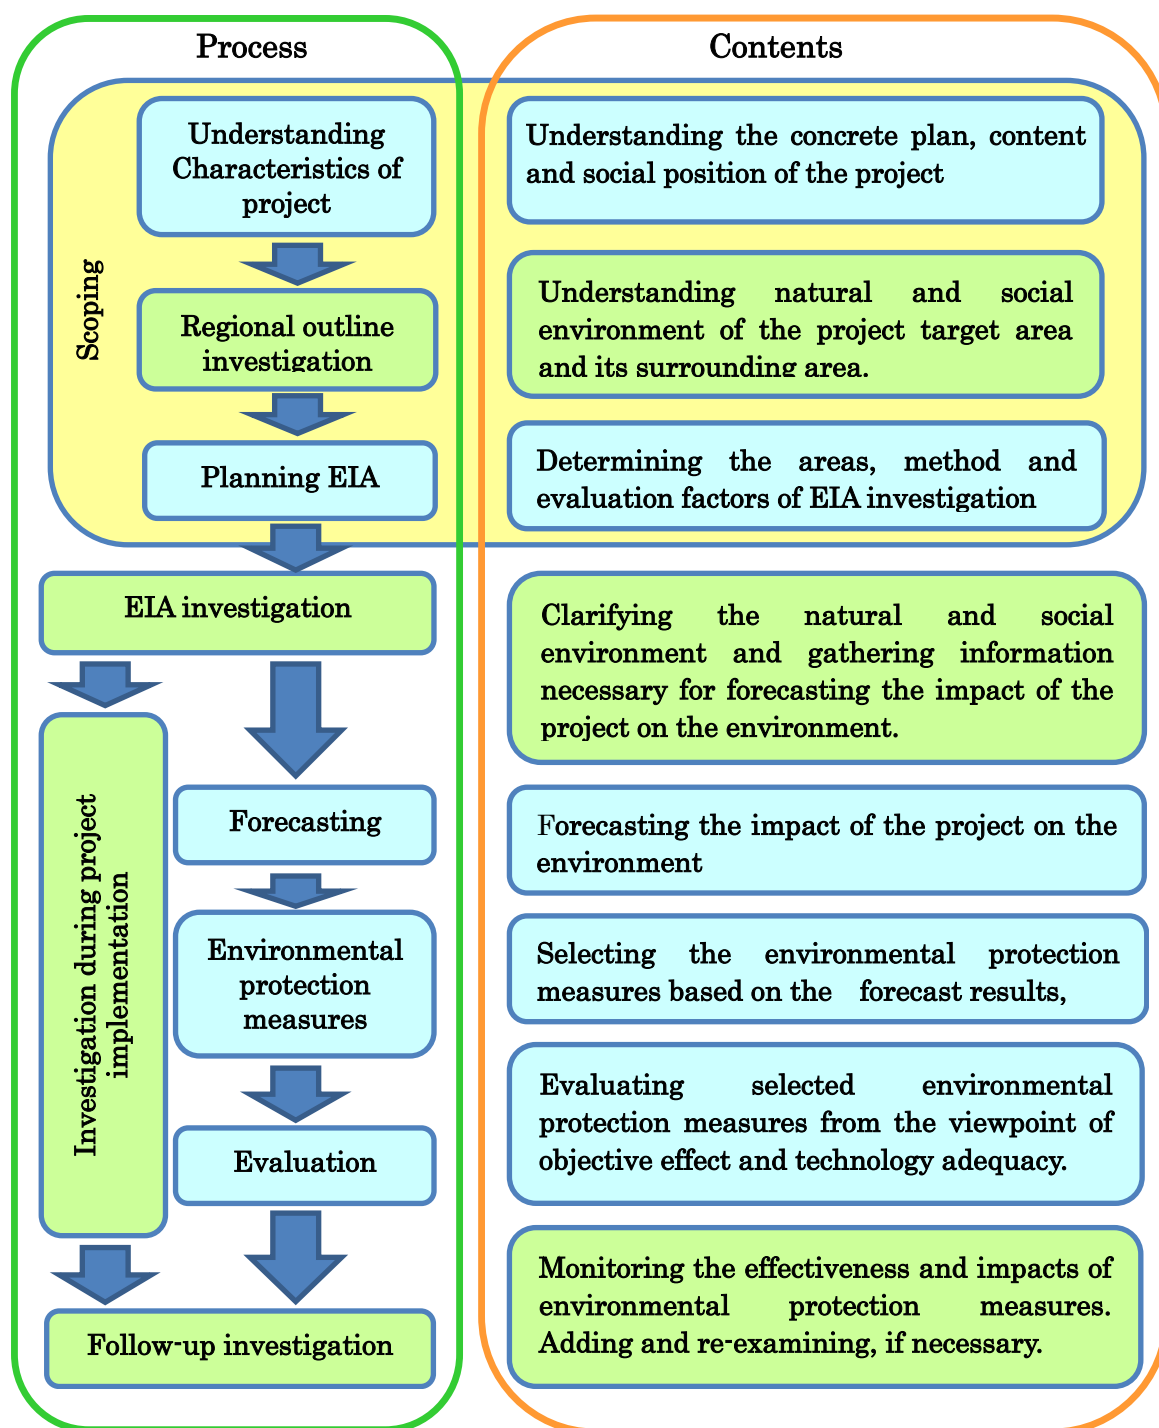 Process
Contents
Scoping
Understanding
Characteristics of
project
Understanding the concrete plan, content
and social position of the project
Regional outline
investigation
Understanding natural and social
environment of the project target area
and its surrounding area.
Planning EIA
Determining the areas, method and
evaluation factors of EIA investigation
EIA investigation
Clarifying the natural and social
environment and gathering information
necessary for forecasting the impact of the
project on the environment.
Investigation during project
implementation
Forecasting
Forecasting the impact of the project on the
environment
Environmental
protection
measures
Selecting the environmental protection
measures based on the forecast results,
Evaluation
Evaluating selected environmental
protection measures from the viewpoint of
objective effect and technology adequacy.
Follow-up investigation
Monitoring the effectiveness and impacts of
environmental protection measures.
Adding and re-examining, if necessary.